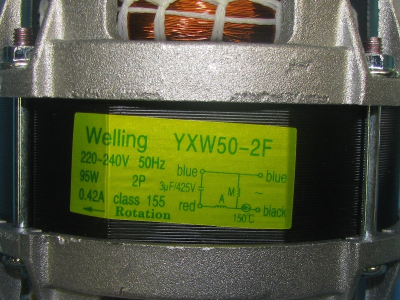 Welling YXW50-2F
220-240V 50Hz
95W 2P
0.42A class 155
Rotation
blue blue
3μF/425V M ~
A
red black
150℃